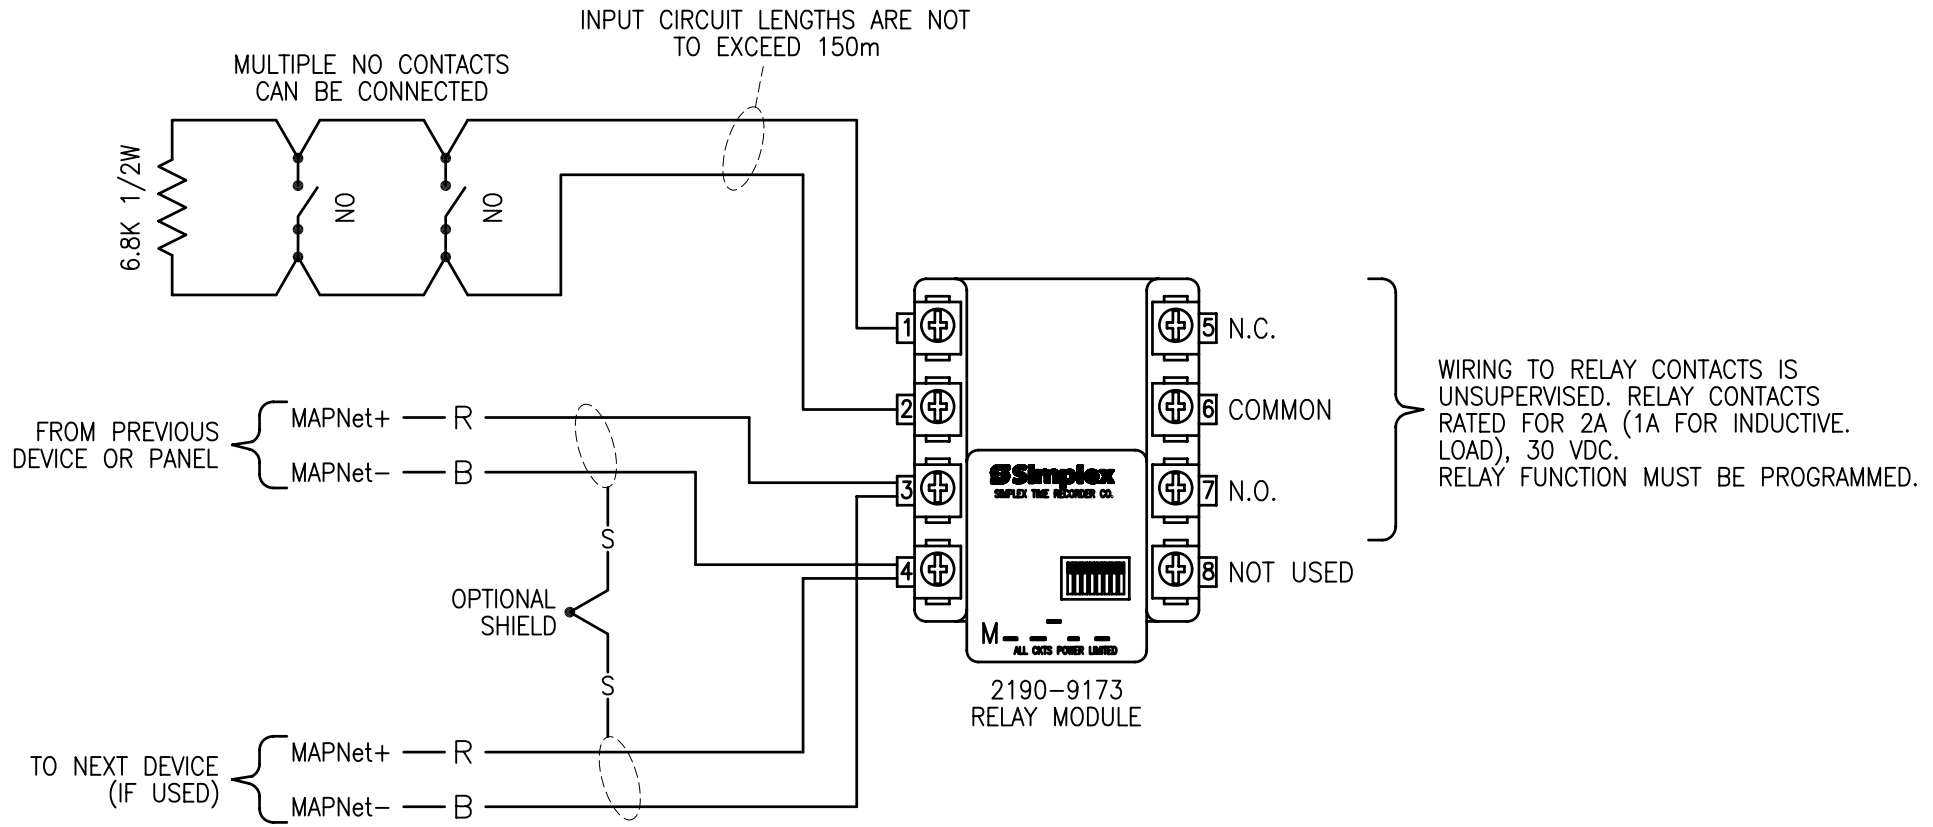 INPUT CIRCUIT LENGTHS ARE NOT
TO EXCEED 150m
MULTIPLE NO CONTACTS
CAN BE CONNECTED
6.8K 1/2W
NO
NO
1
2
3
4
5 N.C.
6 COMMON
7 N.O.
8 NOT USED
WIRING TO RELAY CONTACTS IS
UNSUPERVISED. RELAY CONTACTS
RATED FOR 2A (1A FOR INDUCTIVE.
LOAD), 30 VDC.
RELAY FUNCTION MUST BE PROGRAMMED.
FROM PREVIOUS
DEVICE OR PANEL
MAPNet+ R
MAPNet- B
Simplex
SIMPLEX TIME RECORDER CO.
M
ALL CKTS POWER LIMITED
2190-9173
RELAY MODULE
S
OPTIONAL
SHIELD
S
TO NEXT DEVICE
(IF USED)
MAPNet+ R
MAPNet- B